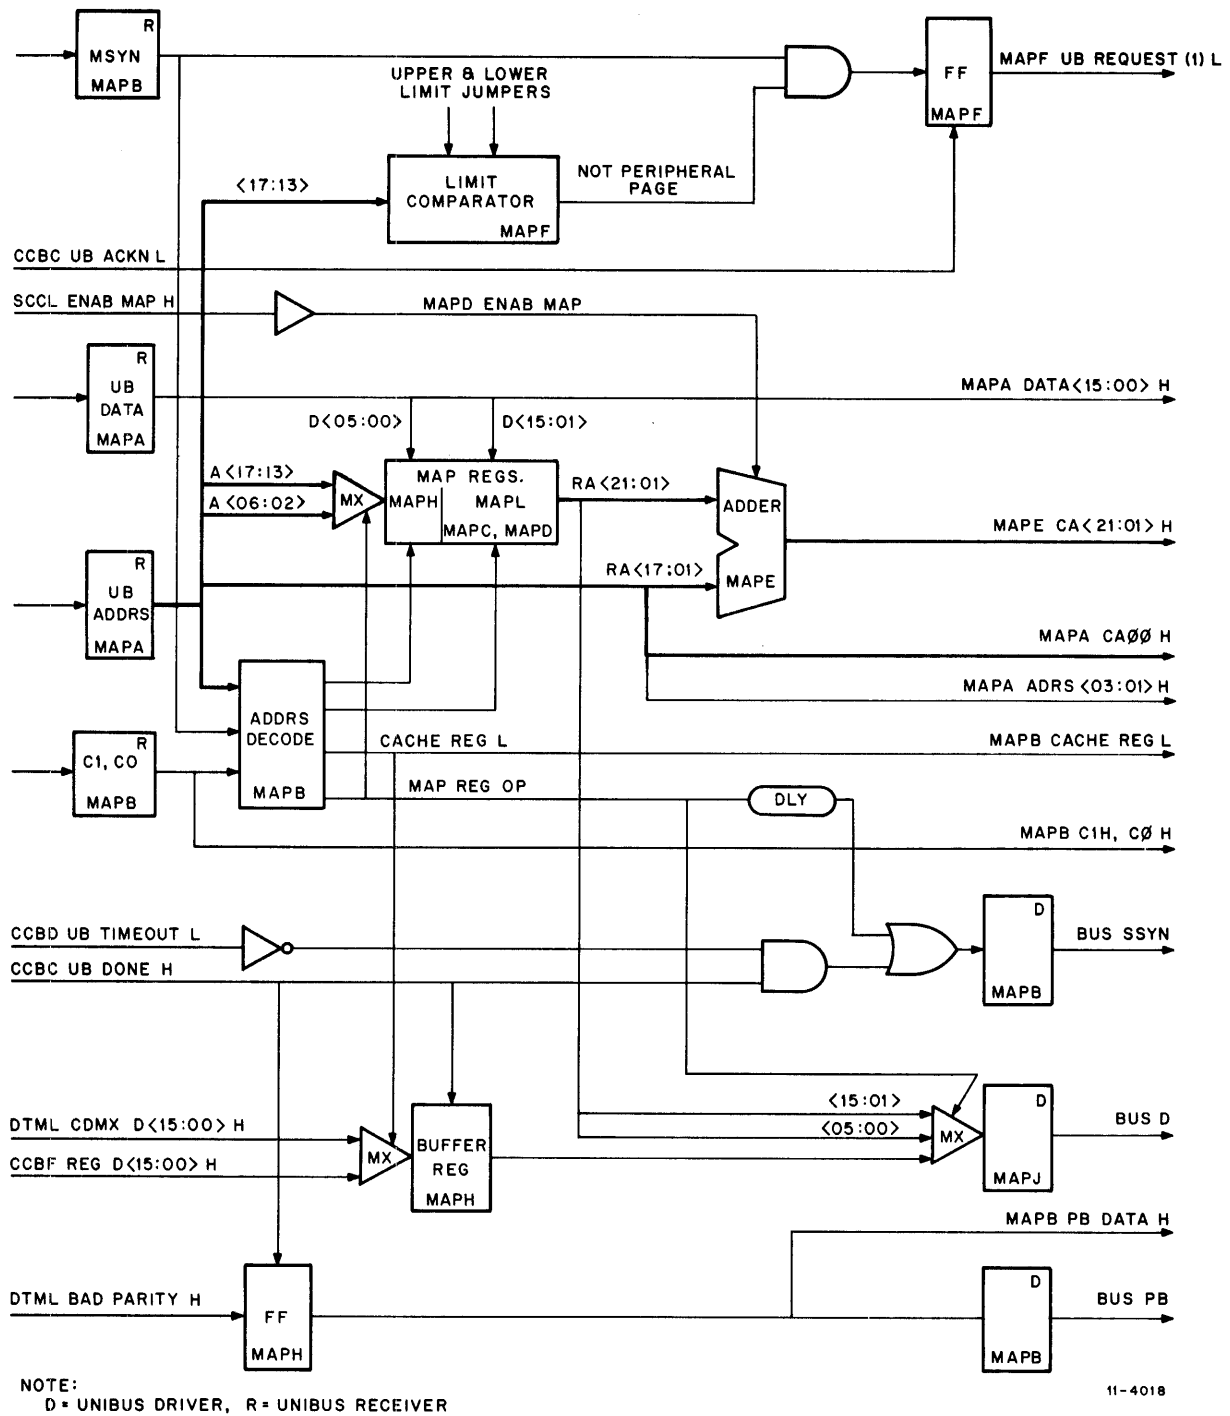 R
MSYN
MAPB
UPPER & LOWER
LIMIT JUMPERS
FF
MAPF
MAPF UB REQUEST (1) L
<17:13>
LIMIT
COMPARATOR
MAPF
NOT PERIPHERAL
PAGE
CCBC UB ACKN L
SCCL ENAB MAP H
MAPD ENAB MAP
R
UB
DATA
MAPA
MAPA DATA<15:00> H
D<05:00>
D<15:01>
A<17:13>
A<06:02>
MX
MAP REGS.
MAPH
MAPL
MAPC, MAPD
RA<21:01>
ADDER
MAPE
MAPE CA<21:01> H
R
UB
ADDRS
MAPA
RA<17:01>
MAPA CAØØ H
MAPA ADRS<03:01> H
ADDRS
DECODE
MAPB
CACHE REG L
MAPB CACHE REG L
R
C1, CO
MAPB
MAP REG OP
DLY
MAPB C1H, CØ H
CCBD UB TIMEOUT L
CCBC UB DONE H
D
MAPB
BUS SSYN
DTML CDMX D<15:00> H
CCBF REG D<15:00> H
MX
BUFFER
REG
MAPH
<15:01>
<05:00>
MX
D
MAPJ
BUS D
MAPB PB DATA H
DTML BAD PARITY H
FF
MAPH
D
MAPB
BUS PB
NOTE:
D = UNIBUS DRIVER, R = UNIBUS RECEIVER
11-4018